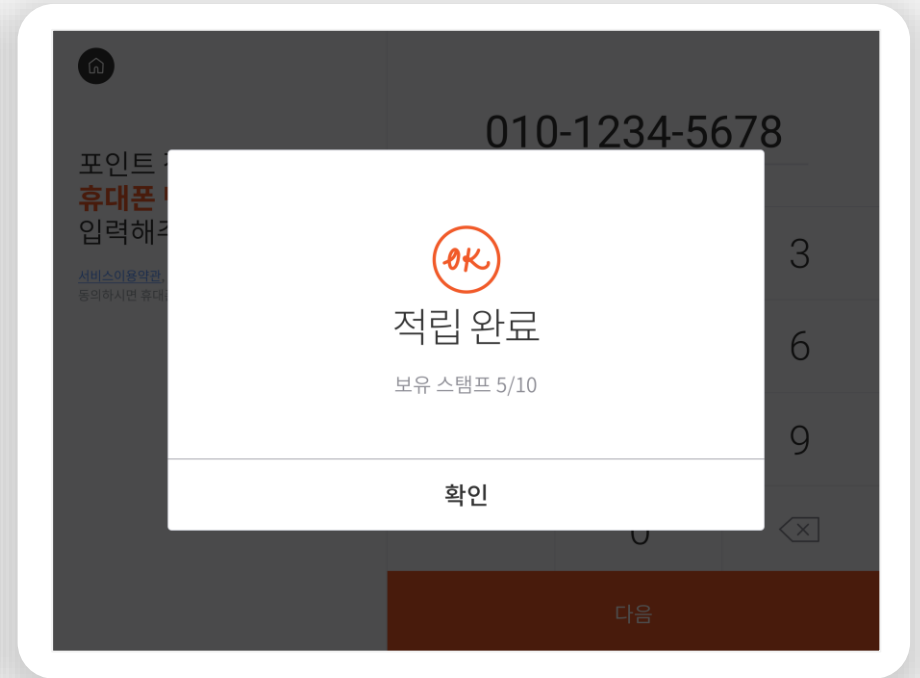 010-1234-5678
포인트
휴대폰
입력해주
서비스이용약관,
동의하시면 휴대
3
6
9
0
다음
OK
적립 완료
보유 스탬프 5/10
확인